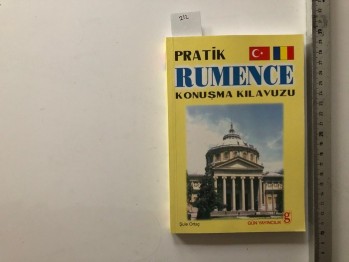 212
PRATİK
RUMENCE
KONUŞMA KILAVUZU
GÜN YAYINCILIK
g